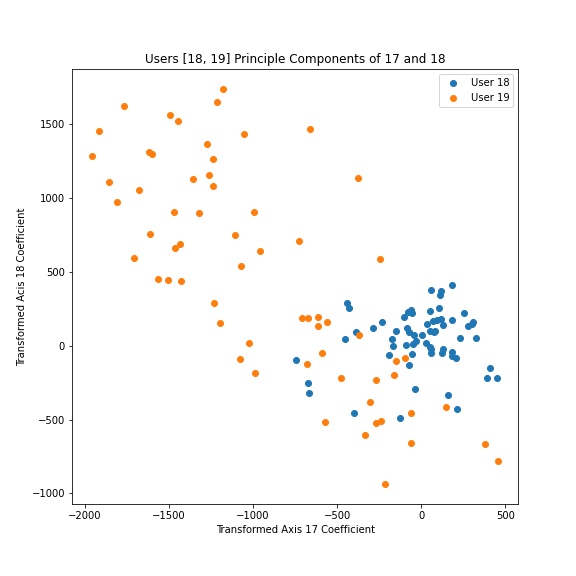 Users [18, 19] Principle Components of 17 and 18
User 18
User 19
Transformed Acis 18 Coefficient
1500
1000
500
0
−500
−1000
−2000 −1500 −1000 −500 0 500
Transformed Axis 17 Coefficient